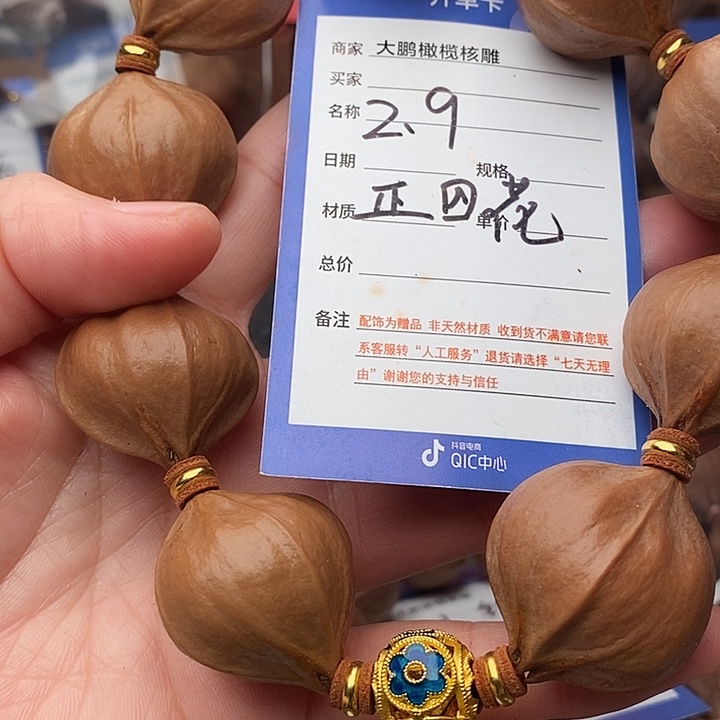 开单卡
商家 大鹏橄榄核雕
买家
名称 2.9
日期 规格
材质 正四花 单价
总价
备注 配饰为赠品 非天然材质 收到货不满意请您联
系客服转“人工服务”退货请选择“七天无理
由”谢谢您的支持与信任
抖音电商
QIC中心